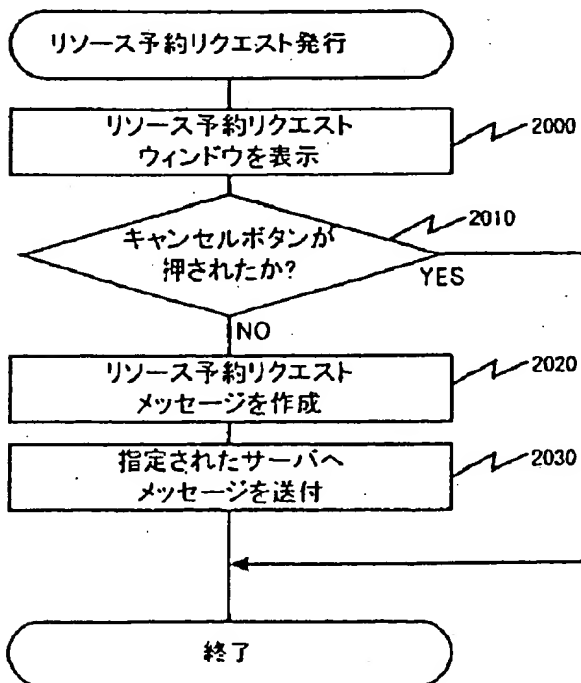 リソース予約リクエスト発行
リソース予約リクエスト
ウィンドウを表示
2000
キャンセルボタンが
押されたか?
2010
YES
NO
リソース予約リクエスト
メッセージを作成
2020
指定されたサーバへ
メッセージを送付
2030
終了